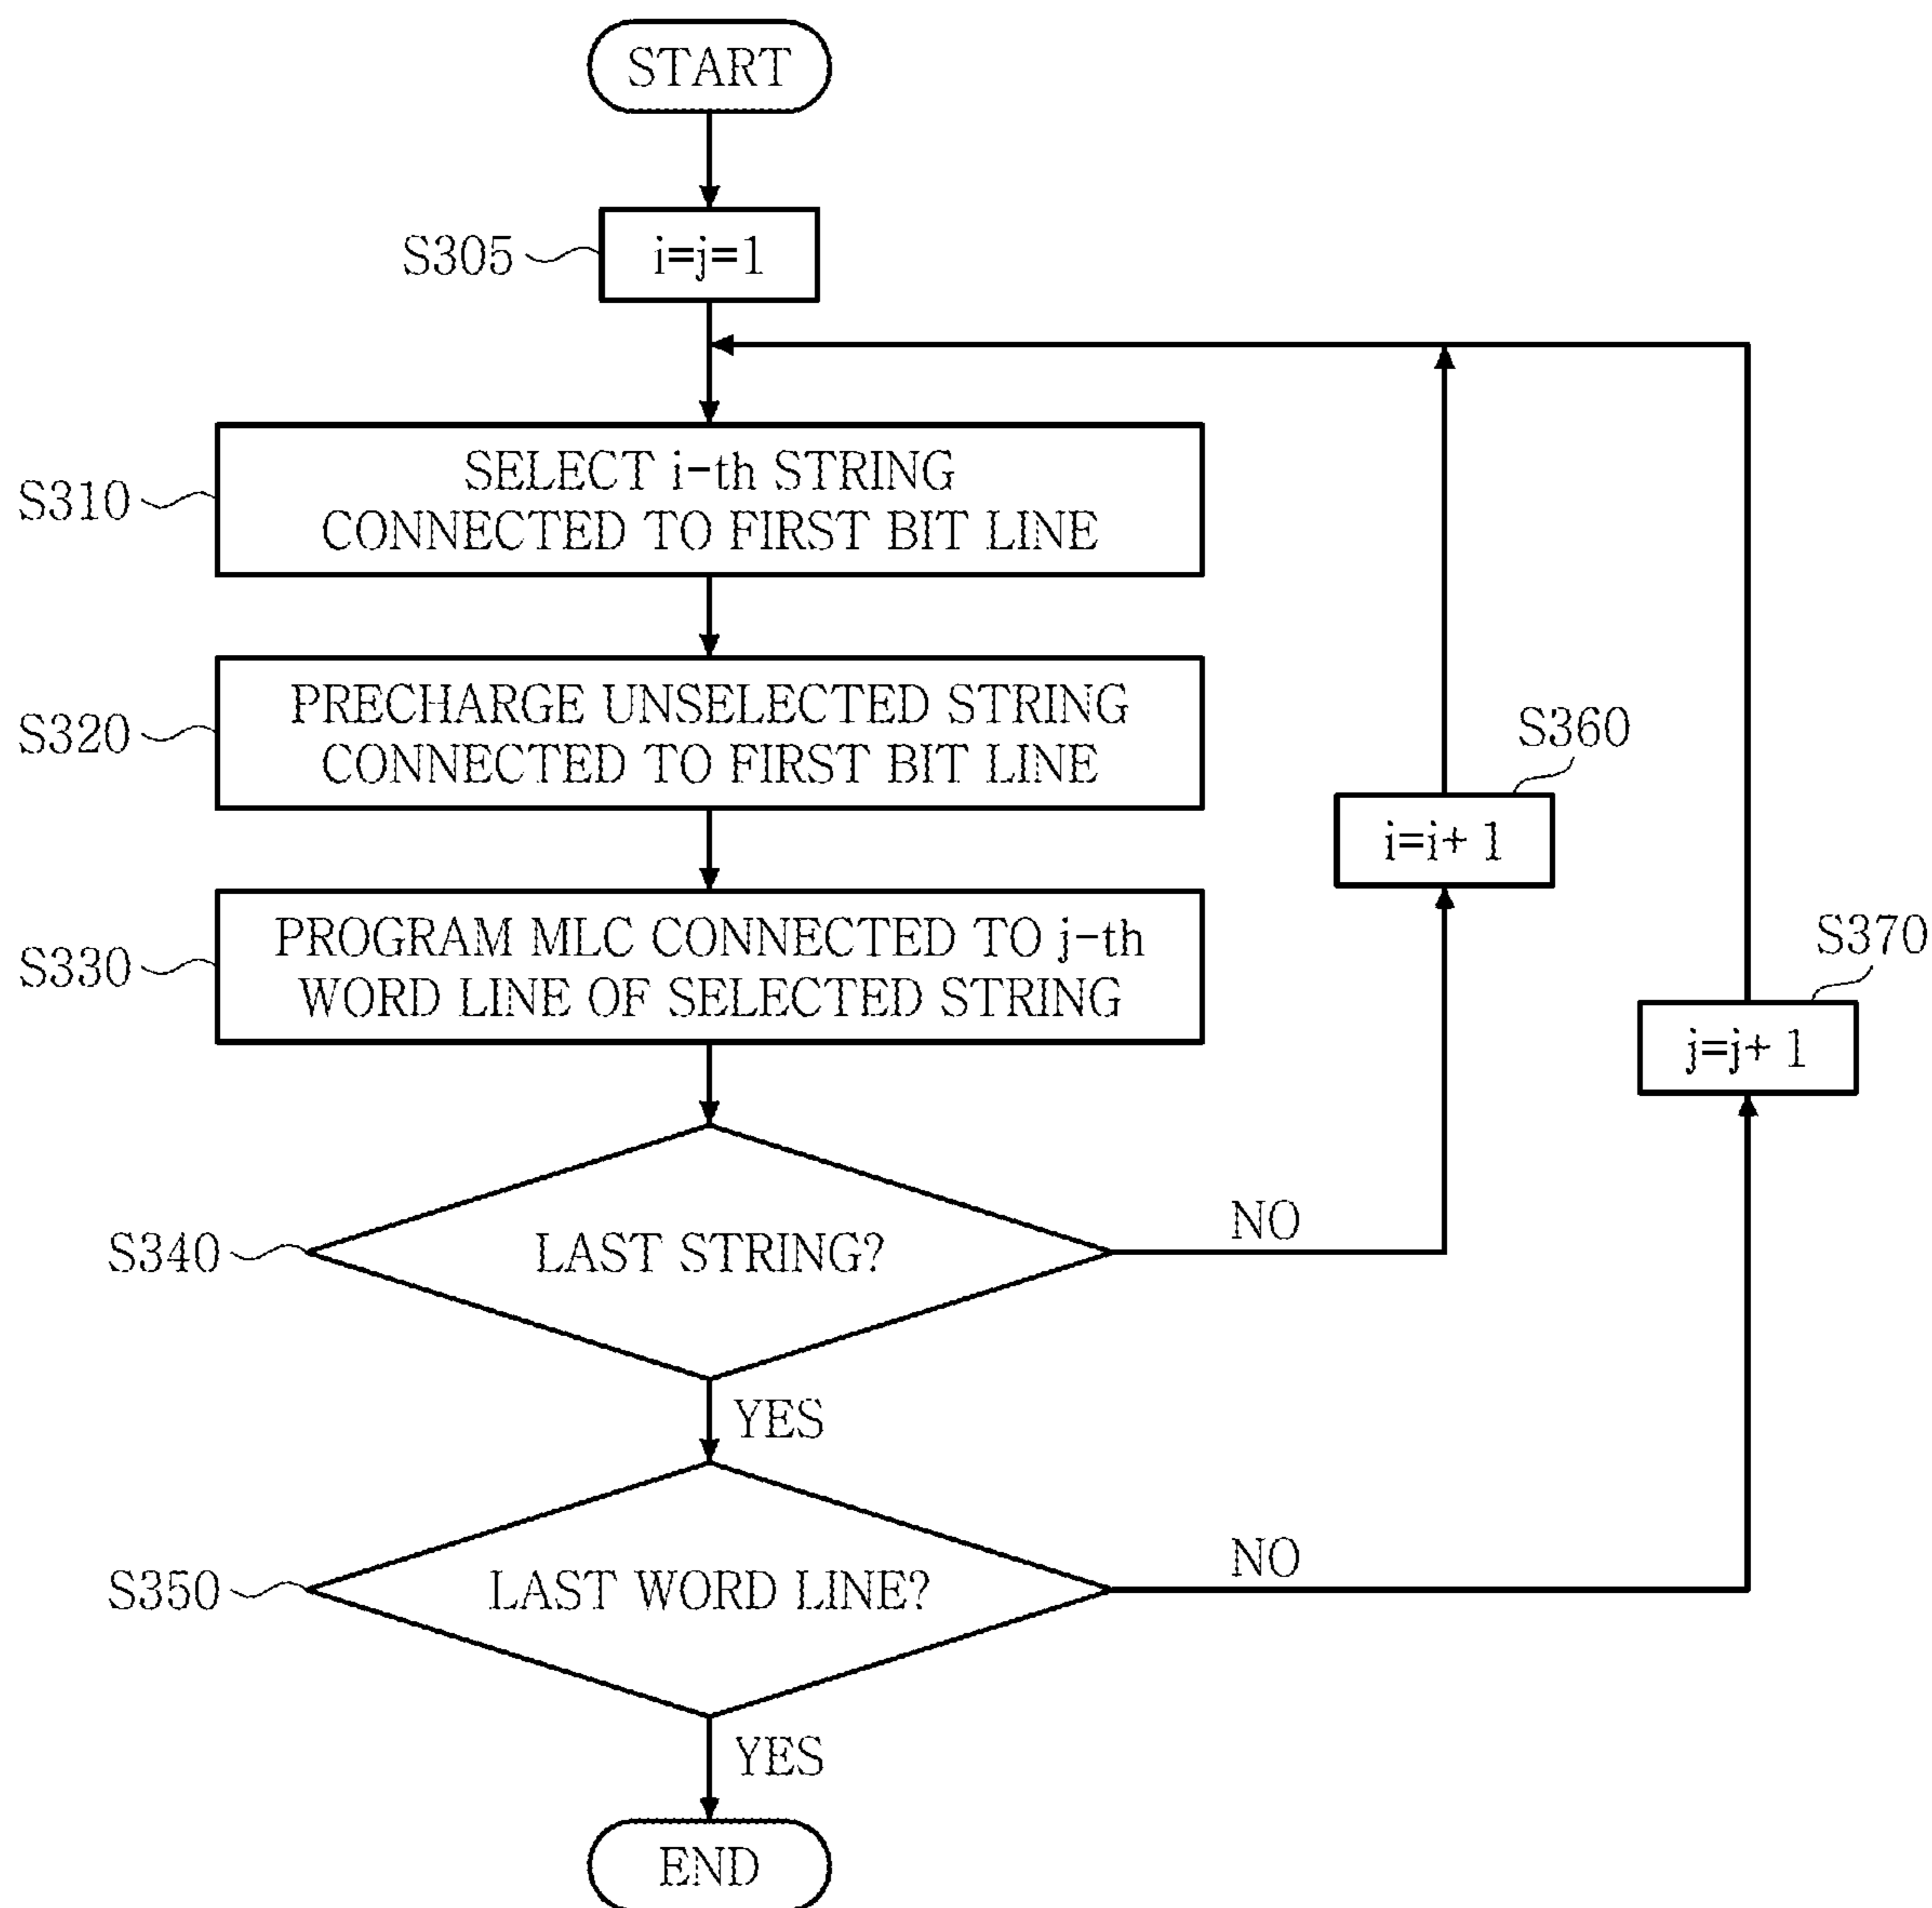 START
S305
i=j=1
S310
SELECT i-th STRING
CONNECTED TO FIRST BIT LINE
S320
PRECHARGE UNSELECTED STRING
CONNECTED TO FIRST BIT LINE
S360
i=i+1
S330
PROGRAM MLC CONNECTED TO j-th
WORD LINE OF SELECTED STRING
S370
j=j+1
S340
LAST STRING?
NO
YES
S350
LAST WORD LINE?
NO
YES
END